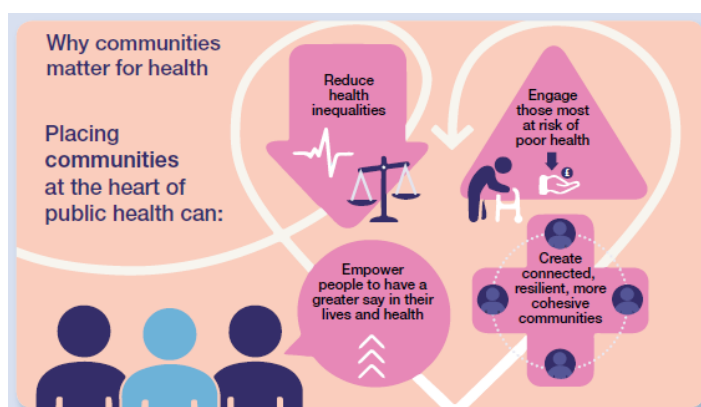 Why communities
matter for health
Placing
communities
at the heart of
public health can:
Reduce
health
inequalities
Engage
those most
at risk of
poor health
£
Empower
people to have a
greater say in their
lives and health
Create
connected,
resilient, more
cohesive
communities